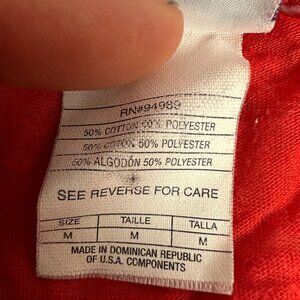 RN#94989
50% COTTON 50% POLYESTER
50% COTON 50% POLYESTER
50% ALGODÓN 50% POLYESTER
SEE REVERSE FOR CARE
SIZE TAILLE TALLA
M M M
MADE IN DOMINICAN REPUBLIC
OF U.S.A. COMPONENTS